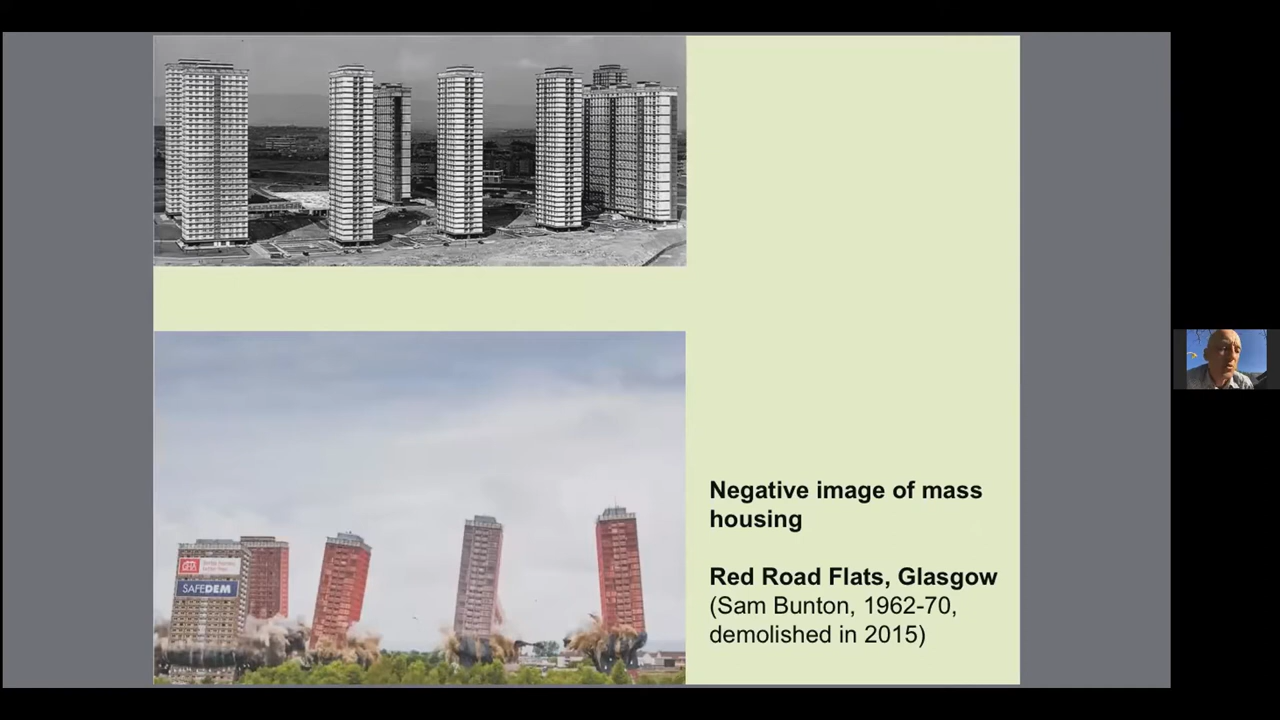 SAFEDEM
Negative image of mass
housing
Red Road Flats, Glasgow
(Sam Bunton, 1962-70,
demolished in 2015)